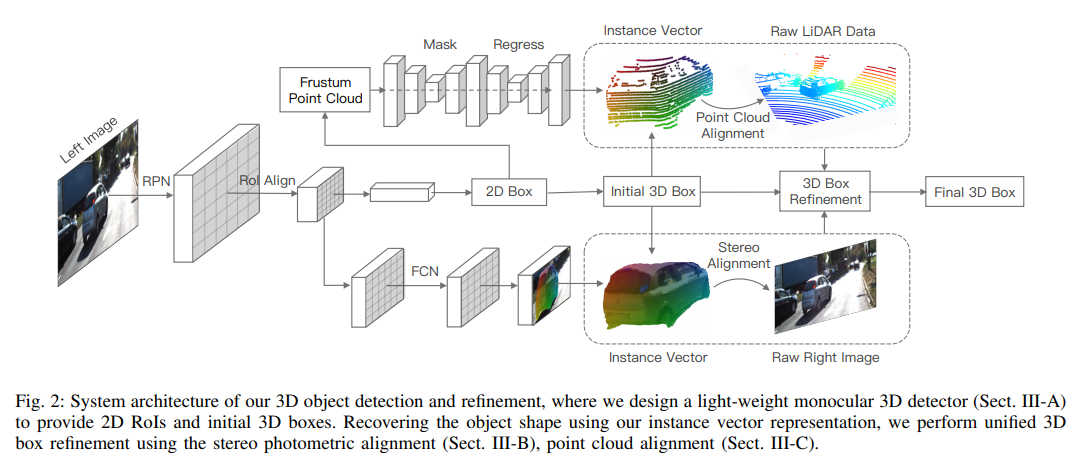 Mask
Regress
Instance Vector
Raw LiDAR Data
Frustum
Point Cloud
Point Cloud
Alignment
Left Image
RPN
RoI Align
2D Box
Initial 3D Box
3D Box
Refinement
Final 3D Box
FCN
Stereo
Alignment
Instance Vector
Raw Right Image
Fig. 2: System architecture of our 3D object detection and refinement, where we design a light-weight monocular 3D detector (Sect. III-A)
to provide 2D RoIs and initial 3D boxes. Recovering the object shape using our instance vector representation, we perform unified 3D
box refinement using the stereo photometric alignment (Sect. III-B), point cloud alignment (Sect. III-C).